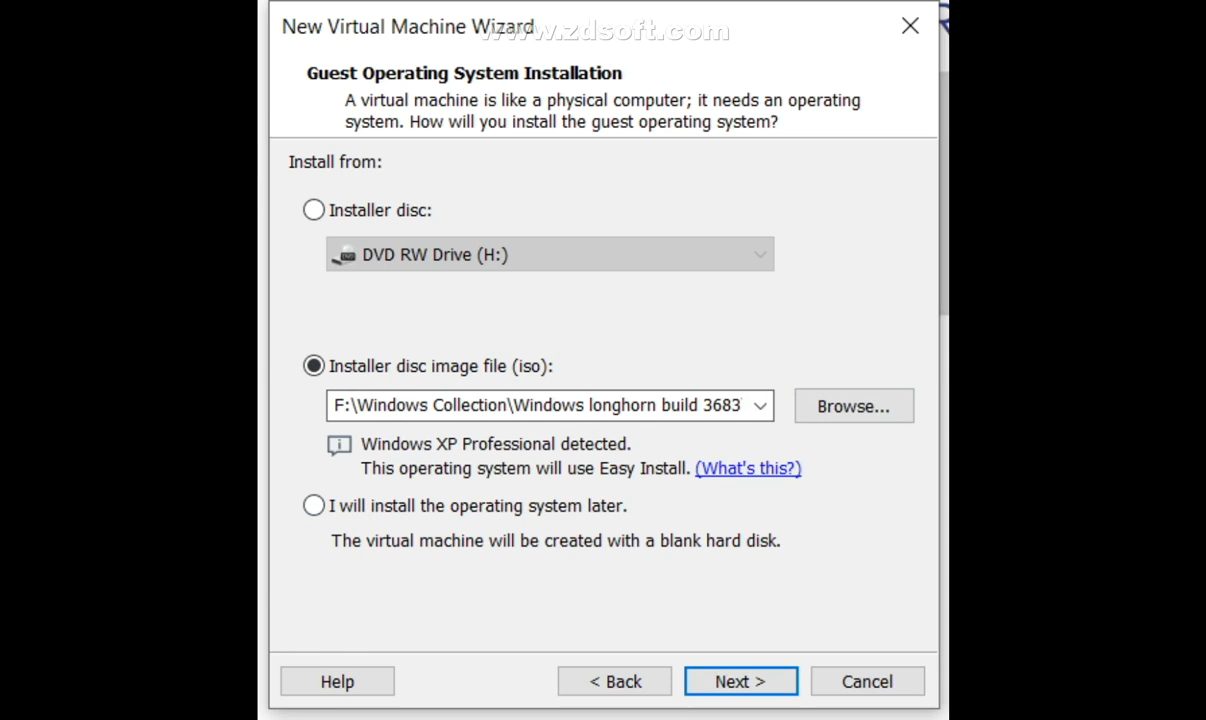 New Virtual Machine Wizard
www.zdsoft.com
Guest Operating System Installation
A virtual machine is like a physical computer; it needs an operating
system. How will you install the guest operating system?
Install from:
Installer disc:
DVD RW Drive (H:)
Installer disc image file (iso):
F:\Windows Collection\Windows longhorn build 3683
Browse...
Windows XP Professional detected.
This operating system will use Easy Install. (What's this?)
I will install the operating system later.
The virtual machine will be created with a blank hard disk.
Help
< Back
Next >
Cancel